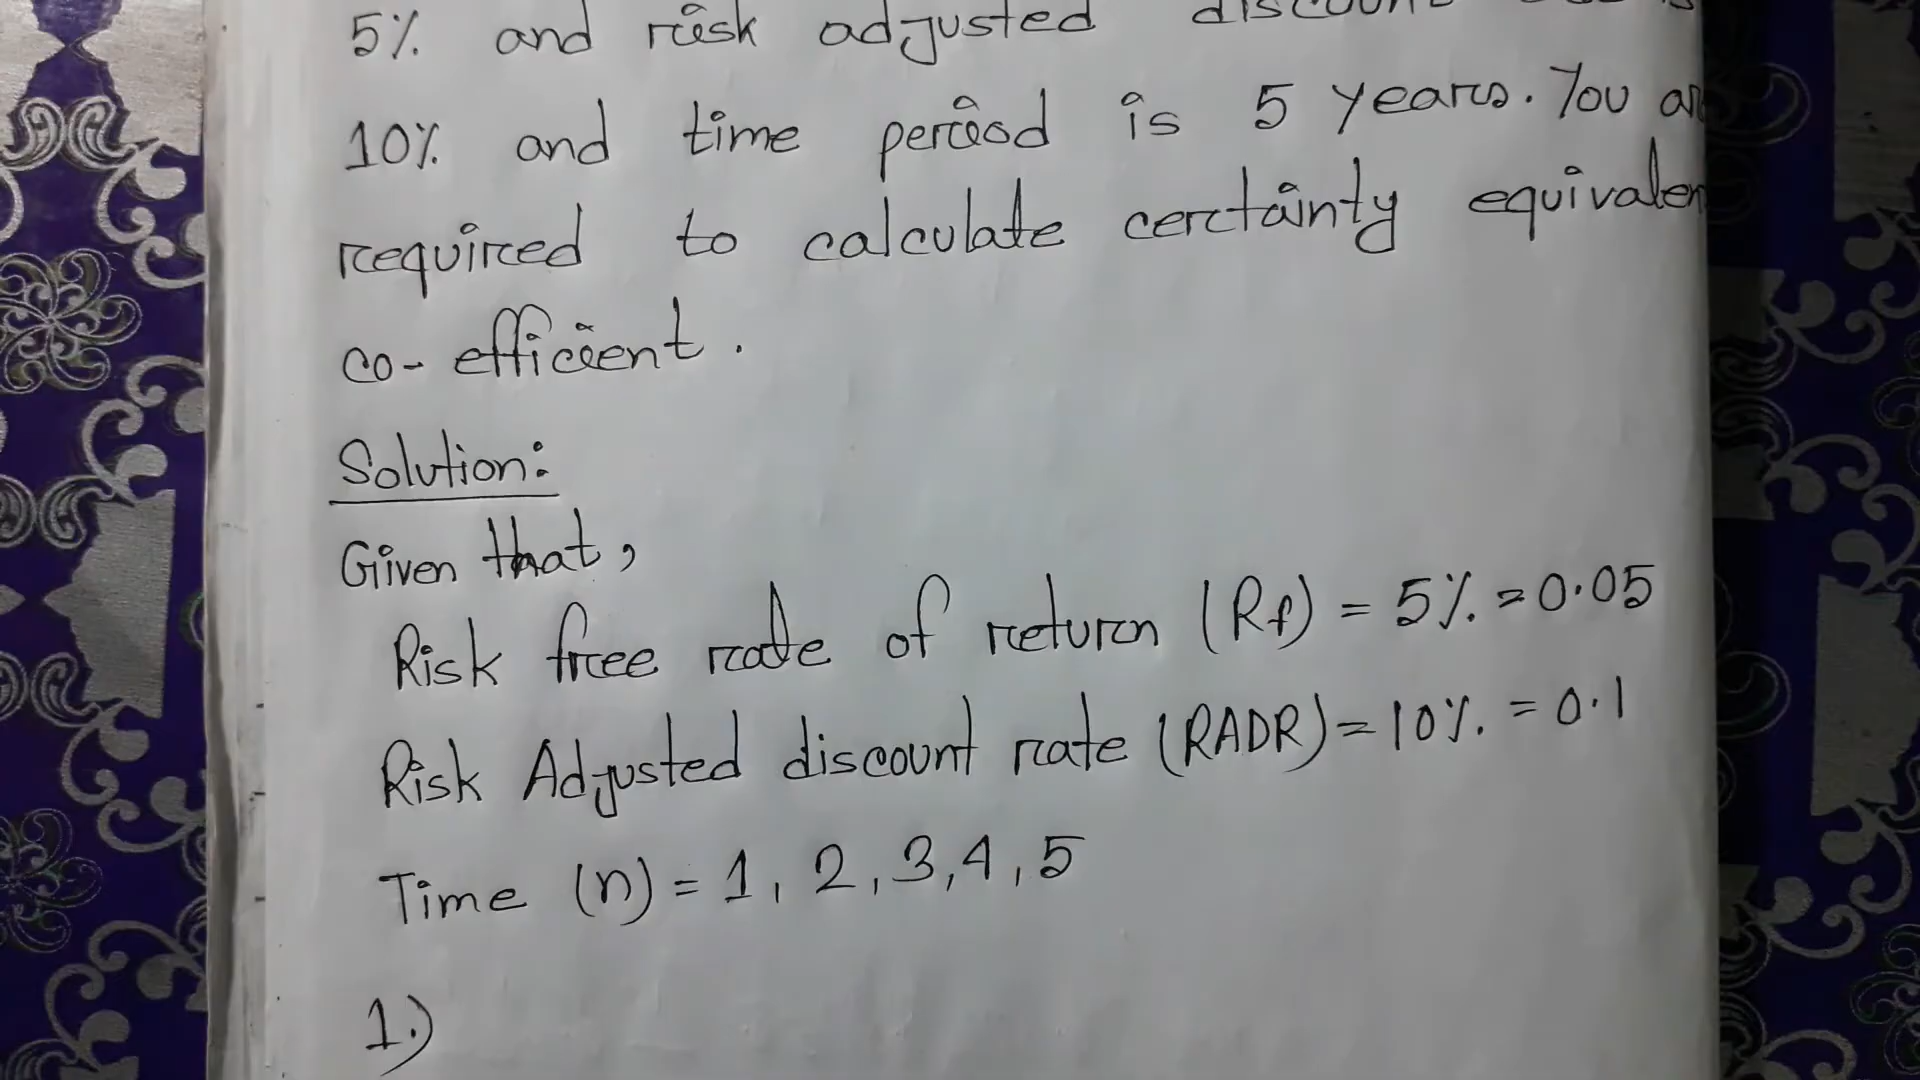 5% and risk adjusted
10% and time period is 5 years. You
required to calculate certainty
co-efficient.
Solution:
Given that,
Risk free rate of return (Rf) = 5% = 0.05
Risk Adjusted discount rate (RADR) = 10% = 0.1
Time (n) = 1, 2, 3, 4, 5
1.)